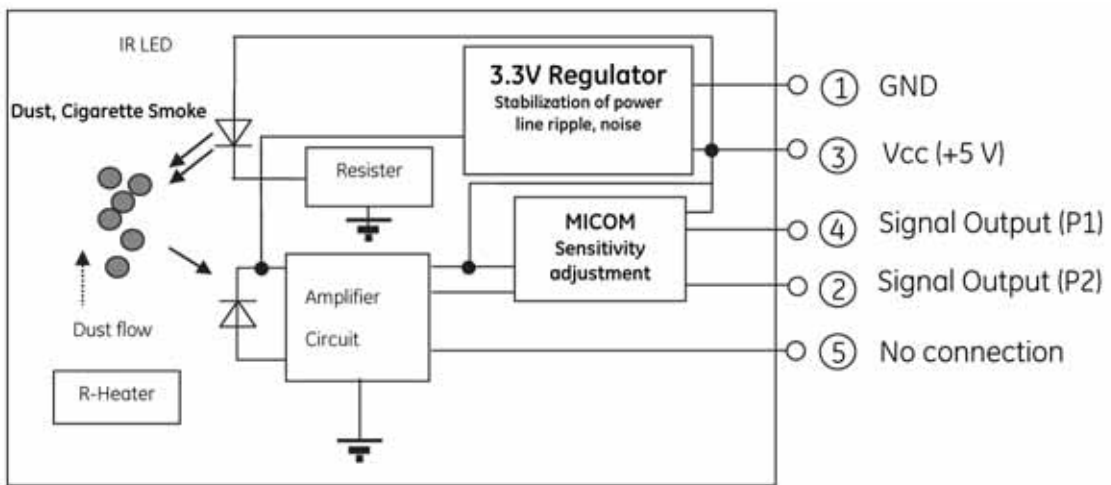 IR LED
Dust, Cigarette Smoke
3.3V Regulator
Stabilization of power
line ripple, noise
Resister
MICOM
Sensitivity
adjustment
Amplifier
Circuit
Dust flow
R-Heater
① GND
③ Vcc (+5 V)
④ Signal Output (P1)
② Signal Output (P2)
⑤ No connection